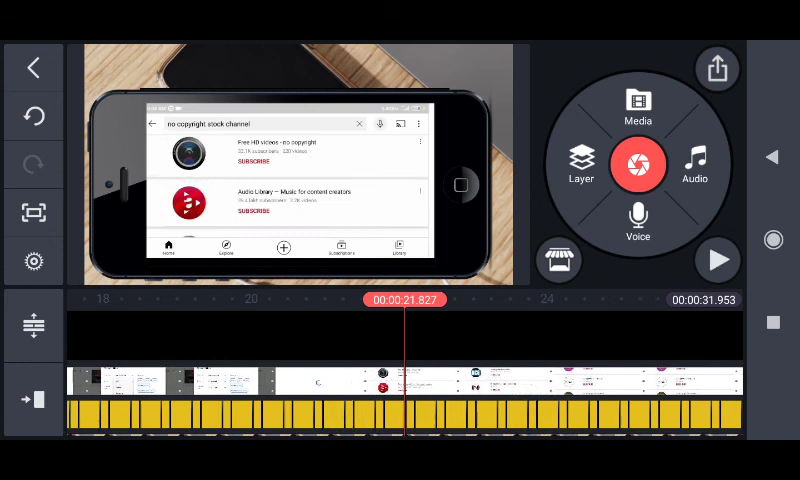 no copyright stock channel
Free HD videos - no copyright
SUBSCRIBE
Audio Library — Music for content creators
SUBSCRIBE
Home
Explore
Subscriptions
Library
Media
Layer
Audio
Voice
18
20
00:00:21.827
24
00:00:31.953